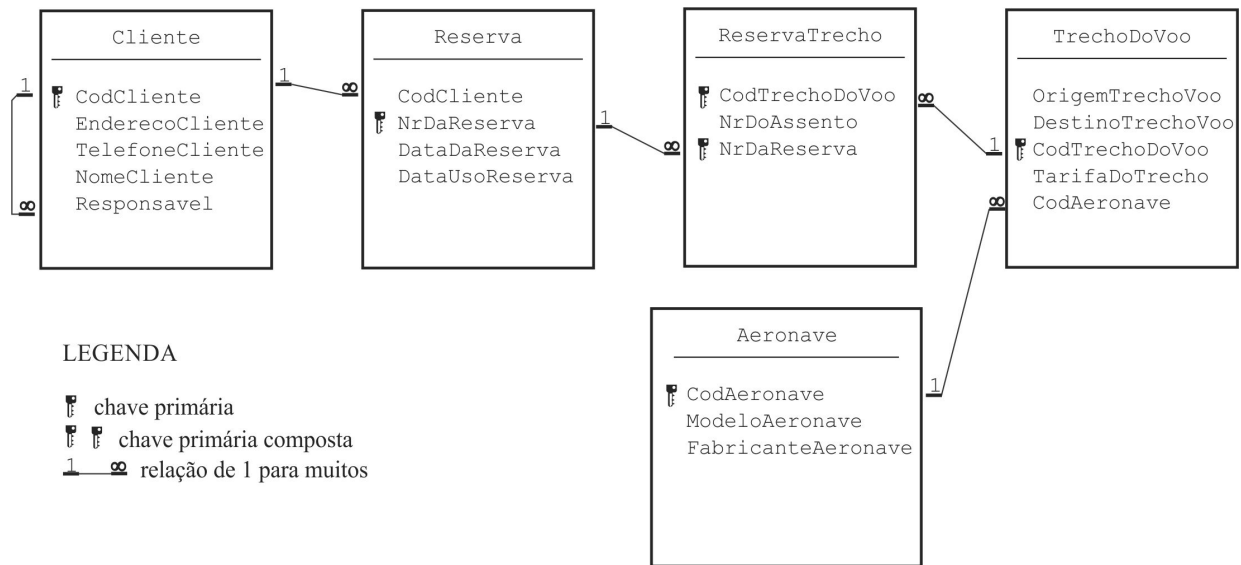 Cliente
CodCliente
EnderecoCliente
TelefoneCliente
NomeCliente
Responsavel
1
∞
1
∞
Reserva
CodCliente
NrDaReserva
DataDaReserva
DataUsoReserva
1
∞
ReservaTrecho
CodTrechoDoVoo
NrDoAssento
NrDaReserva
∞
1
TrechoDoVoo
OrigemTrechoVoo
DestinoTrechoVoo
CodTrechoDoVoo
TarifaDoTrecho
CodAeronave
∞
1
Aeronave
CodAeronave
ModeloAeronave
FabricanteAeronave
LEGENDA
chave primária
chave primária composta
1 ∞ relação de 1 para muitos